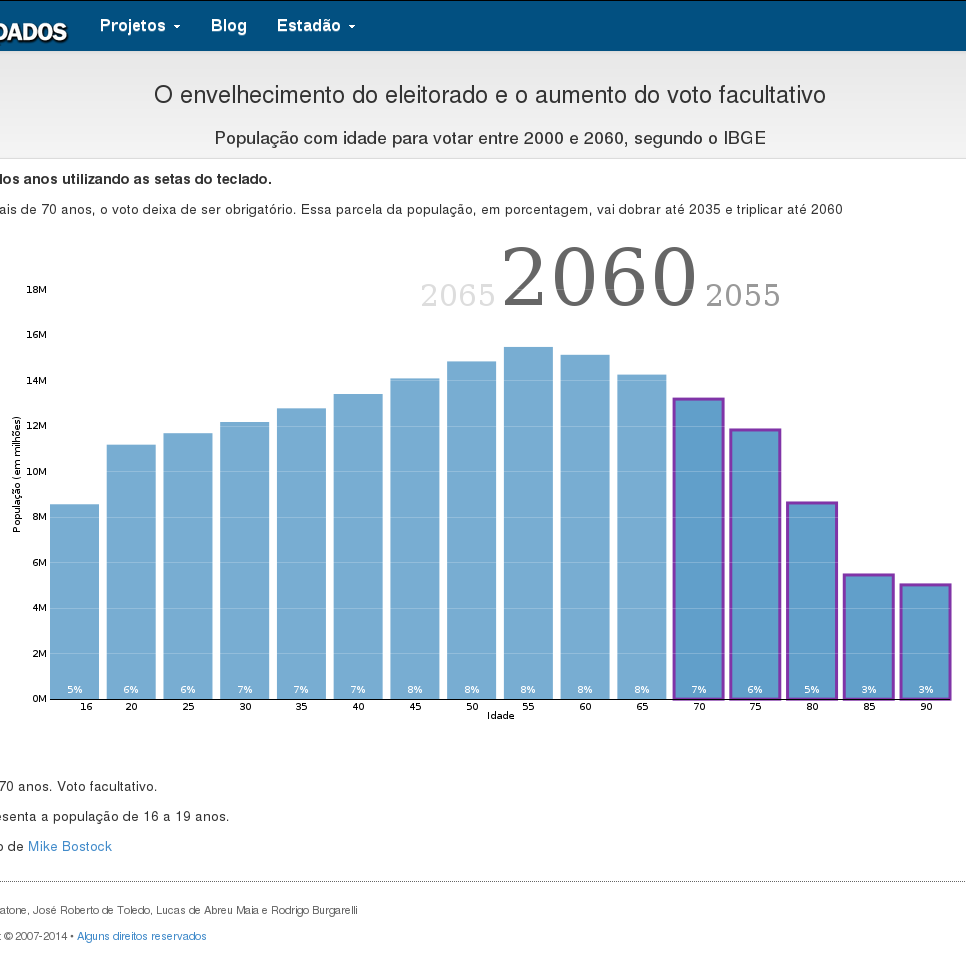 DADOS Projetos Blog Estadão
O envelhecimento do eleitorado e o aumento do voto facultativo
População com idade para votar entre 2000 e 2060, segundo o IBGE
anos utilizando as setas do teclado.
de 70 anos, o voto deixa de ser obrigatório. Essa parcela da população, em porcentagem, vai dobrar até 2035 e triplicar até 2060
2065 2060 2055
18M
16M
14M
12M
10M
8M
6M
4M
2M
0M
População (em milhões)
5% 6% 6% 7% 7% 7% 8% 8% 8% 8% 8% 7% 6% 5% 3% 3%
16 20 25 30 35 40 45 50 55 60 65 70 75 80 85 90
Idade
70 anos. Voto facultativo.
a população de 16 a 19 anos.
de Mike Bostock
José Roberto de Toledo, Lucas de Abreu Maia e Rodrigo Burgarelli
© 2007-2014 • Alguns direitos reservados